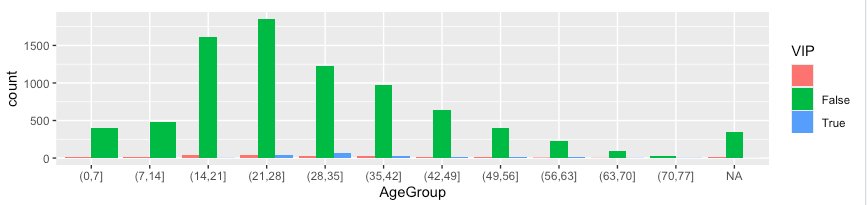 count
1500
1000
500
0
(0,7] (7,14] (14,21] (21,28] (28,35] (35,42] (42,49] (49,56] (56,63] (63,70] (70,77] NA
AgeGroup
VIP
False
True